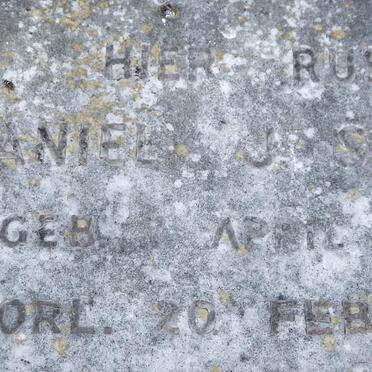 HIER RUS
ANIEL J. S
GEB. APRIL
ORL. 20 FEB